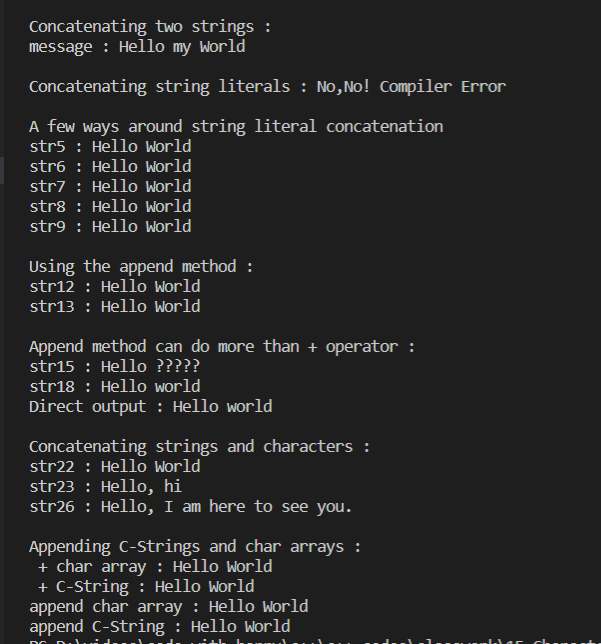 Concatenating two strings :
message : Hello my World
Concatenating string literals : No,No! Compiler Error
A few ways around string literal concatenation
str5 : Hello World
str6 : Hello World
str7 : Hello World
str8 : Hello World
str9 : Hello World
Using the append method :
str12 : Hello World
str13 : Hello World
Append method can do more than + operator :
str15 : Hello ?????
str18 : Hello world
Direct output : Hello world
Concatenating strings and characters :
str22 : Hello World
str23 : Hello, hi
str26 : Hello, I am here to see you.
Appending C-Strings and char arrays :
+ char array : Hello World
+ C-String : Hello World
append char array : Hello World
append C-String : Hello World